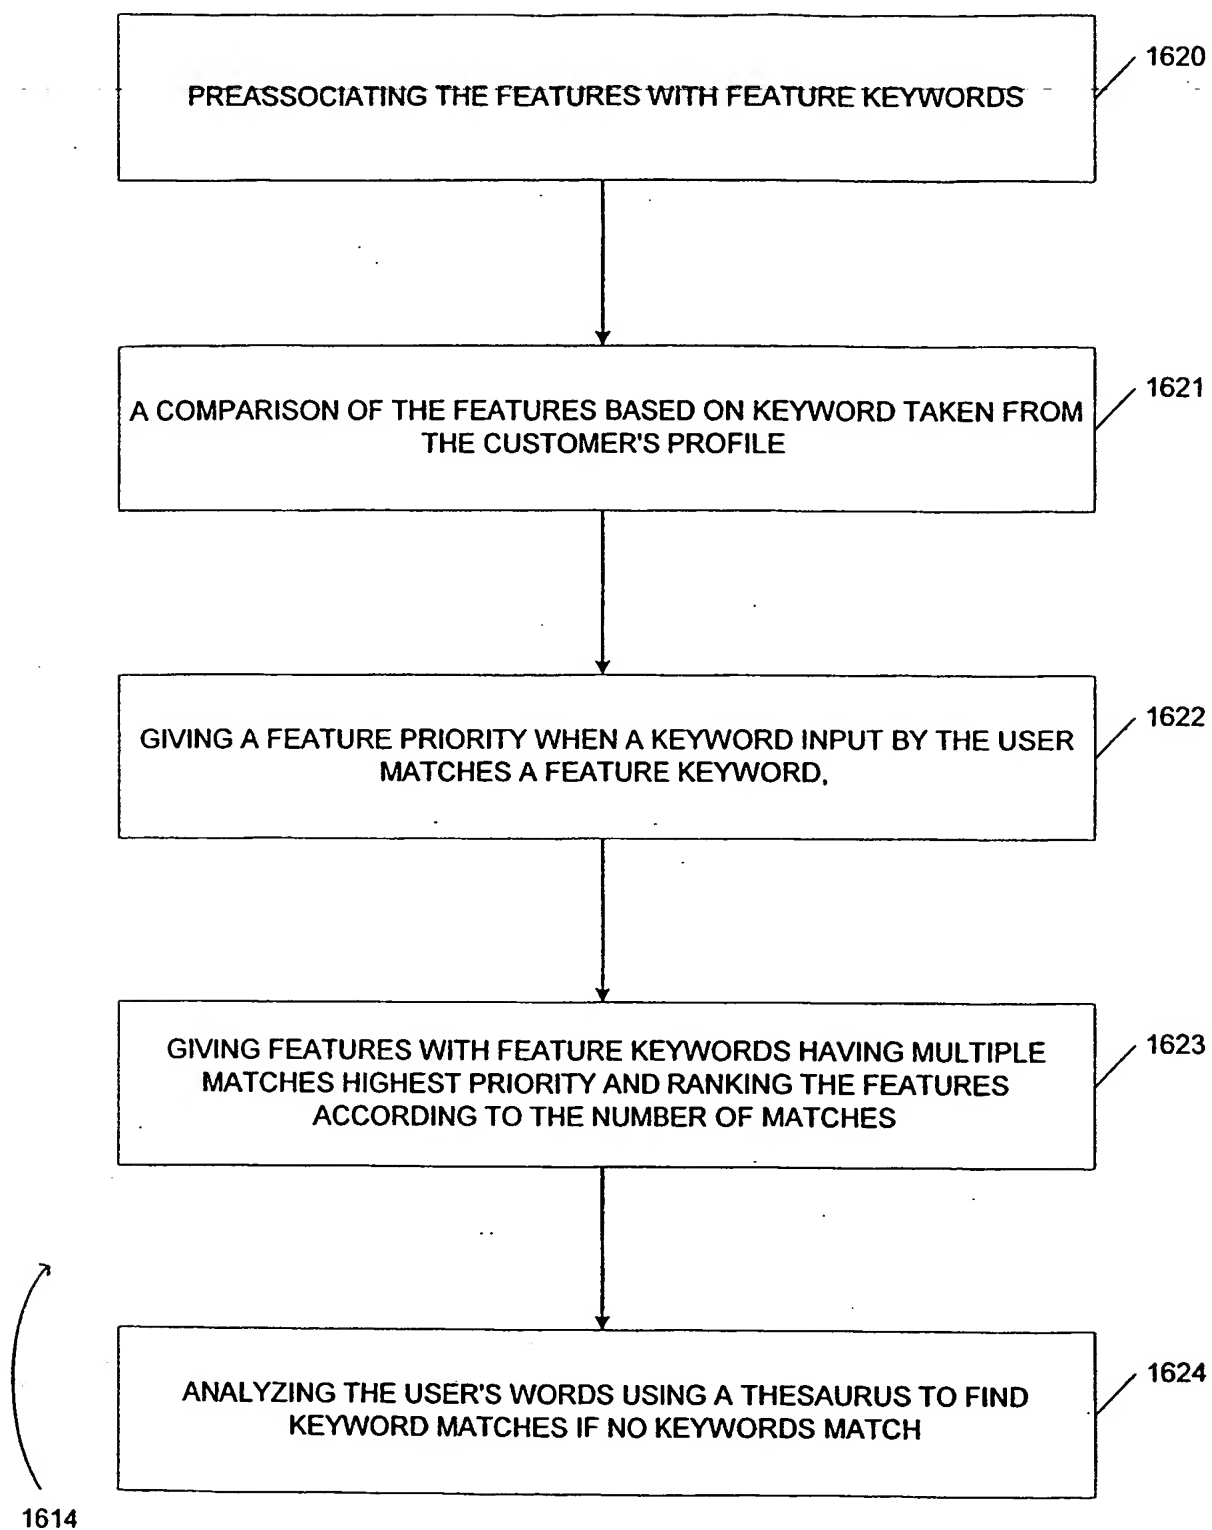 1620
PREASSOCIATING THE FEATURES WITH FEATURE KEYWORDS
1621
A COMPARISON OF THE FEATURES BASED ON KEYWORD TAKEN FROM
THE CUSTOMER'S PROFILE
1622
GIVING A FEATURE PRIORITY WHEN A KEYWORD INPUT BY THE USER
MATCHES A FEATURE KEYWORD.
1623
GIVING FEATURES WITH FEATURE KEYWORDS HAVING MULTIPLE
MATCHES HIGHEST PRIORITY AND RANKING THE FEATURES
ACCORDING TO THE NUMBER OF MATCHES
1624
ANALYZING THE USER'S WORDS USING A THESAURUS TO FIND
KEYWORD MATCHES IF NO KEYWORDS MATCH
1614